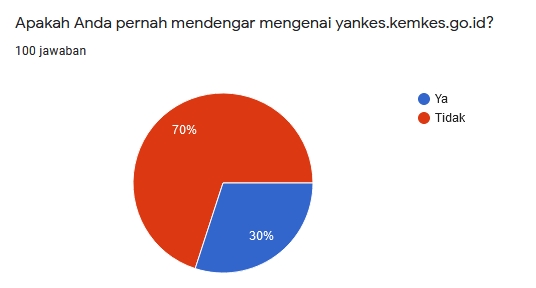 Apakah Anda pernah mendengar mengenai yankes.kemkes.go.id?
100 jawaban
Ya
Tidak
70%
30%